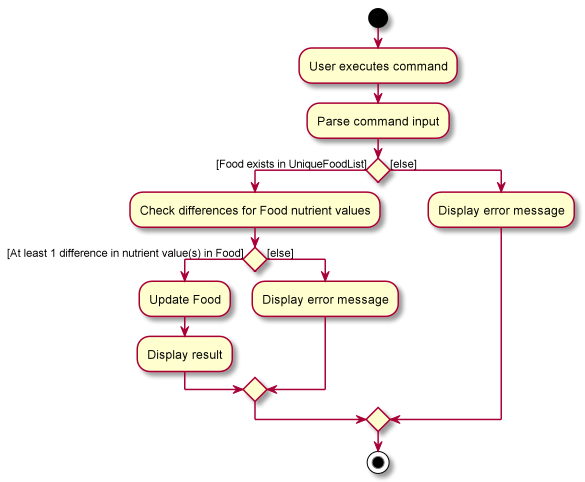 User executes command
Parse command input
[Food exists in UniqueFoodList]
[else]
Check differences for Food nutrient values
Display error message
[At least 1 difference in nutrient value(s) in Food]
[else]
Update Food
Display error message
Display result